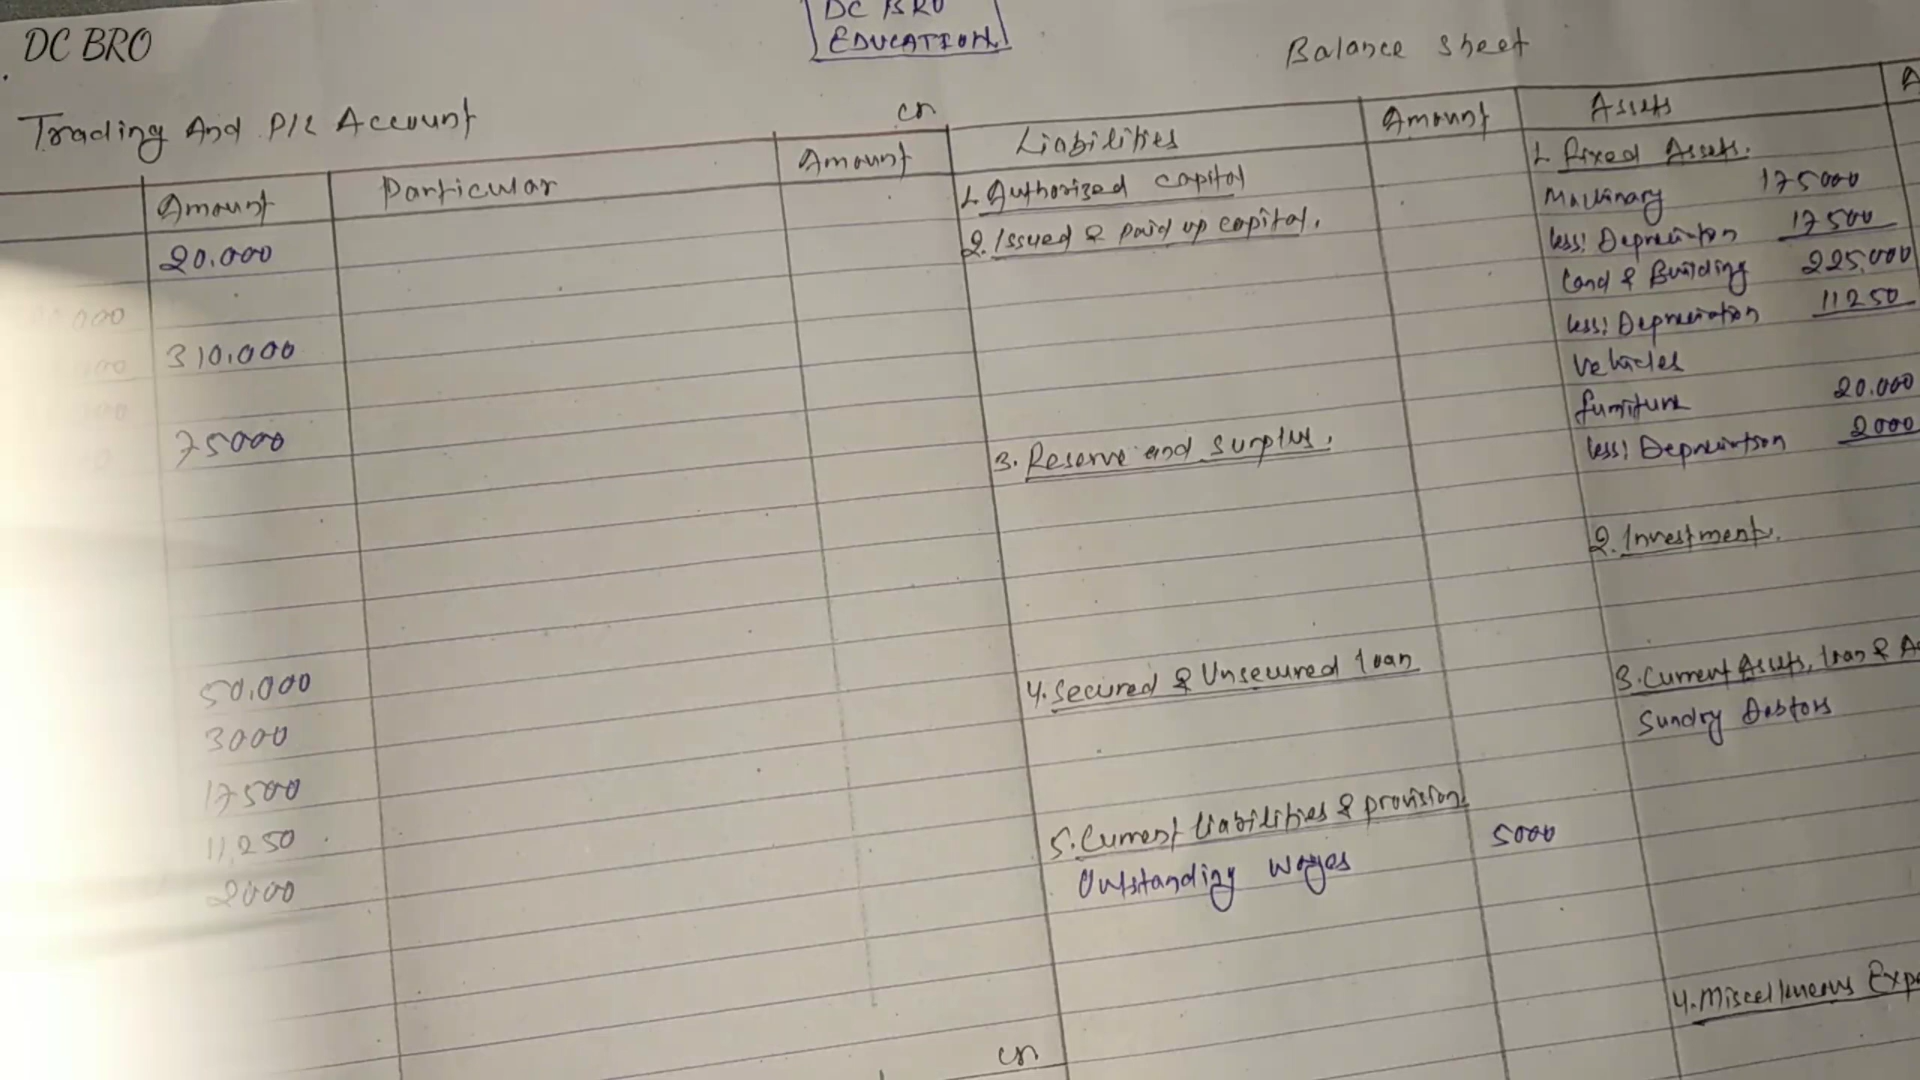 DC BRO
DC BRO
EDUCATION
Balance Sheet
Trading And P/L Account
cr
Amount
Particular
Amount
20.000
000
310.000
75000
50,000
3000
17500
11,250
2000
cr
Liabilities
Amount
1. Authorized capital
2. Issued & paid up capital.
3. Reserve and surplus.
4. Secured & Unsecured loan
5. Current liabilities & provision
Outstanding wages 5000
Assets
1. Fixed Assets.
Machinary 175000
less: Depreciation 17500
Land & Building 225,000
less: Depreciation 11250
Vehicles
furniture 20.000
less: Depreciation 2000
2. Investment.
3. Current Assets, loan &
Sundry Debtors
4. Miscellaneous